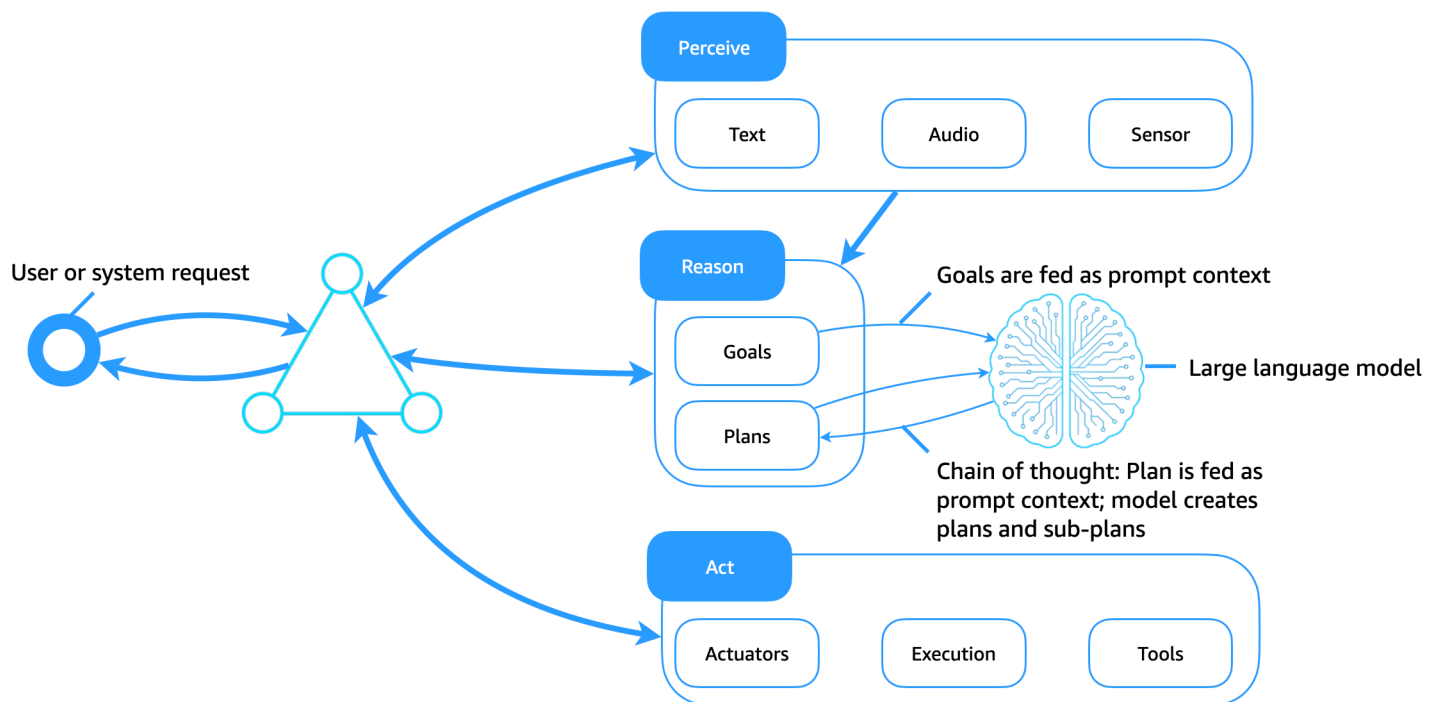 Perceive
Text
Audio
Sensor
User or system request
Reason
Goals are fed as prompt context
Goals
Large language model
Plans
Chain of thought: Plan is fed as
prompt context; model creates
plans and sub-plans
Act
Actuators
Execution
Tools